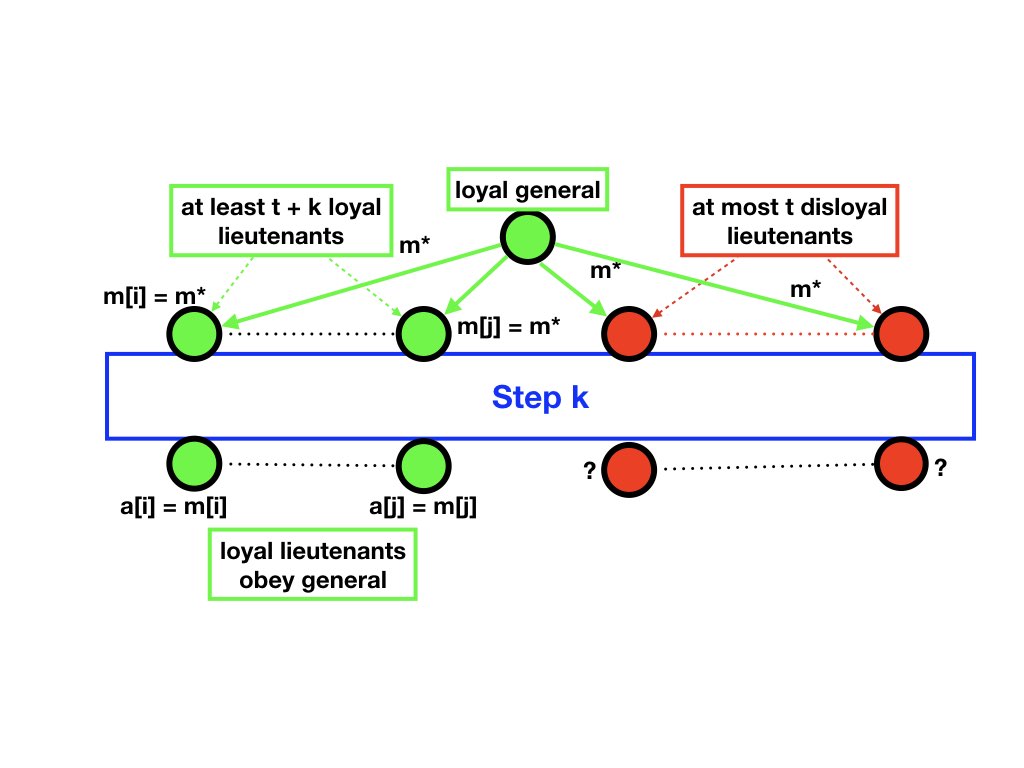 loyal general
at least t + k loyal
lieutenants
at most t disloyal
lieutenants
m*
m*
m*
m[i] = m*
m[j] = m*
Step k
?
?
a[i] = m[i]
a[j] = m[j]
loyal lieutenants
obey general